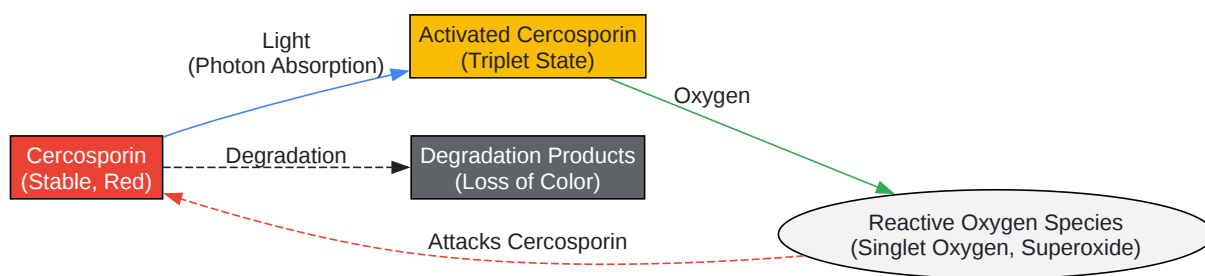 Light
(Photon Absorption)
Activated Cercosporin
(Triplet State)
Oxygen
Cercosporin
(Stable, Red)
Degradation
Degradation Products
(Loss of Color)
Reactive Oxygen Species
(Singlet Oxygen, Superoxide)
Attacks Cercosporin